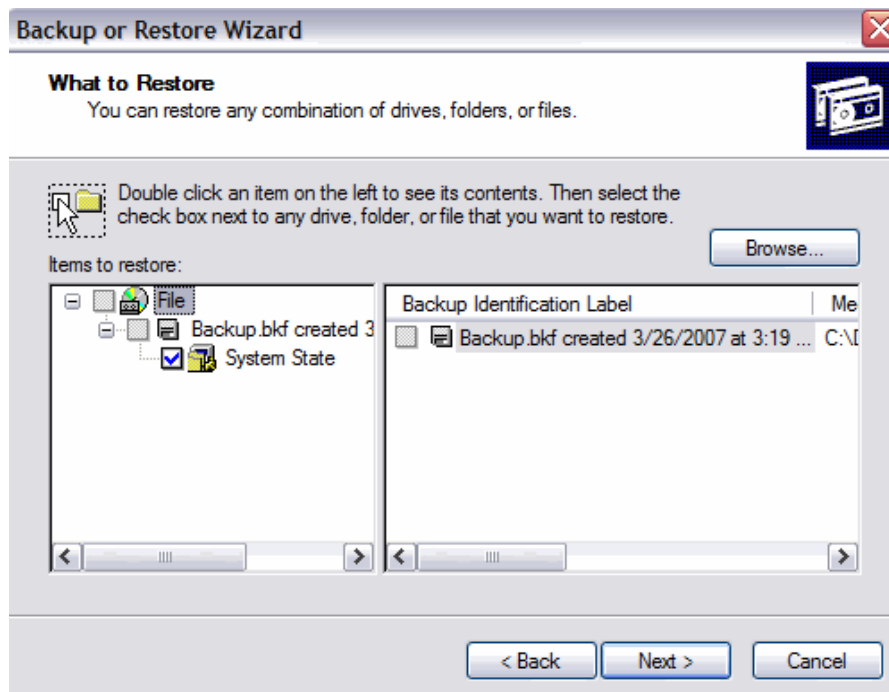 Backup or Restore Wizard
What to Restore
You can restore any combination of drives, folders, or files.
Double click an item on the left to see its contents. Then select the
check box next to any drive, folder, or file that you want to restore.
Browse...
Items to restore:
File
Backup.bkf created 3
System State
Backup Identification Label
Me
Backup.bkf created 3/26/2007 at 3:19 ...
C:\D
< Back
Next >
Cancel